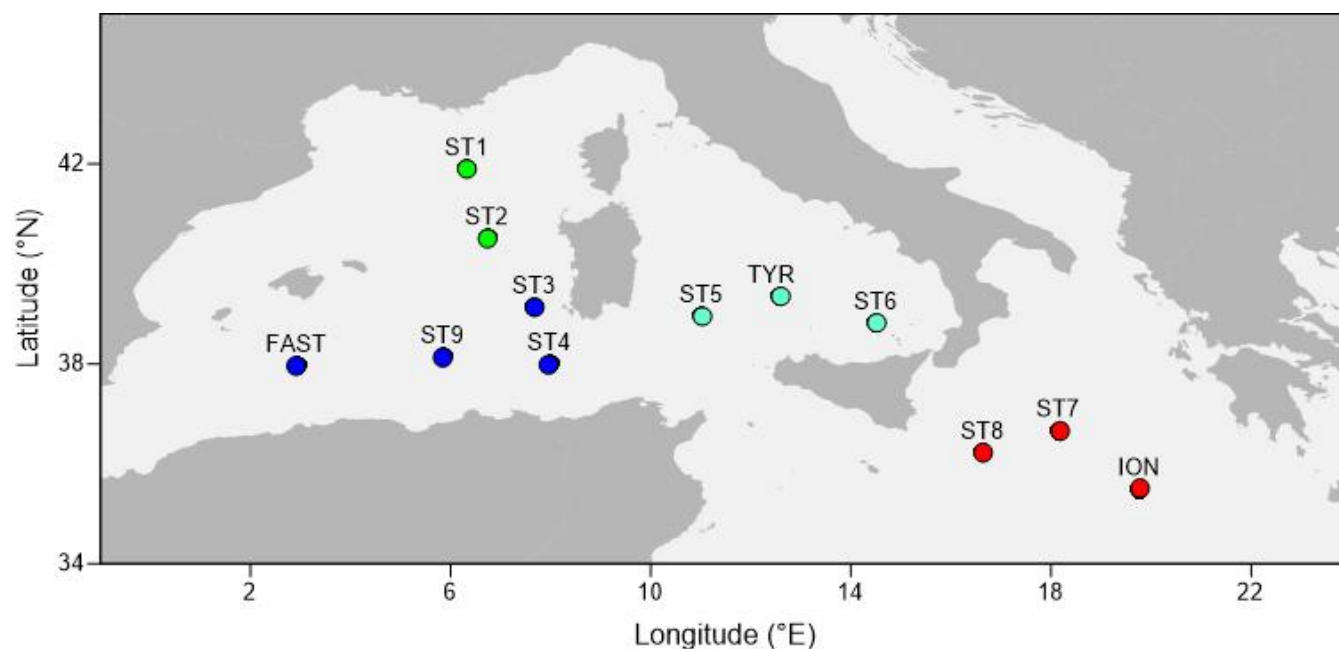 42
38
34
Latitude (°N)
ST1
ST2
ST3
TYR
ST5
ST6
FAST
ST9
ST4
ST7
ST8
ION
2
6
10
14
18
22
Longitude (°E)